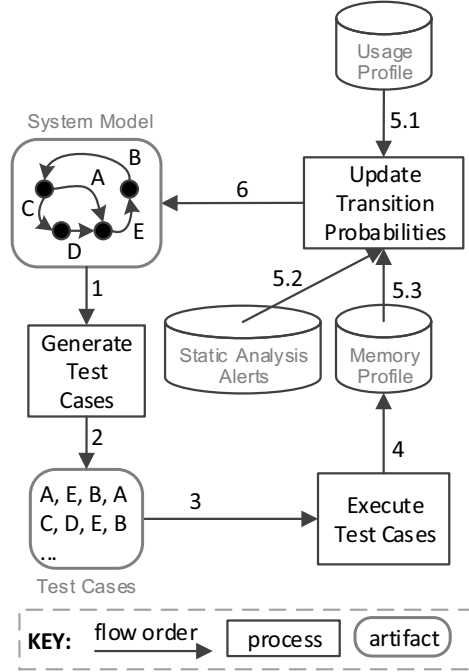 Usage
Profile
5.1
System Model
B
A
C
E
D
6
Update
Transition
Probabilities
1
5.2
5.3
Static Analysis
Alerts
Memory
Profile
Generate
Test
Cases
2
4
A, E, B, A
C, D, E, B
...
3
Execute
Test Cases
Test Cases
KEY:
flow order
process
artifact